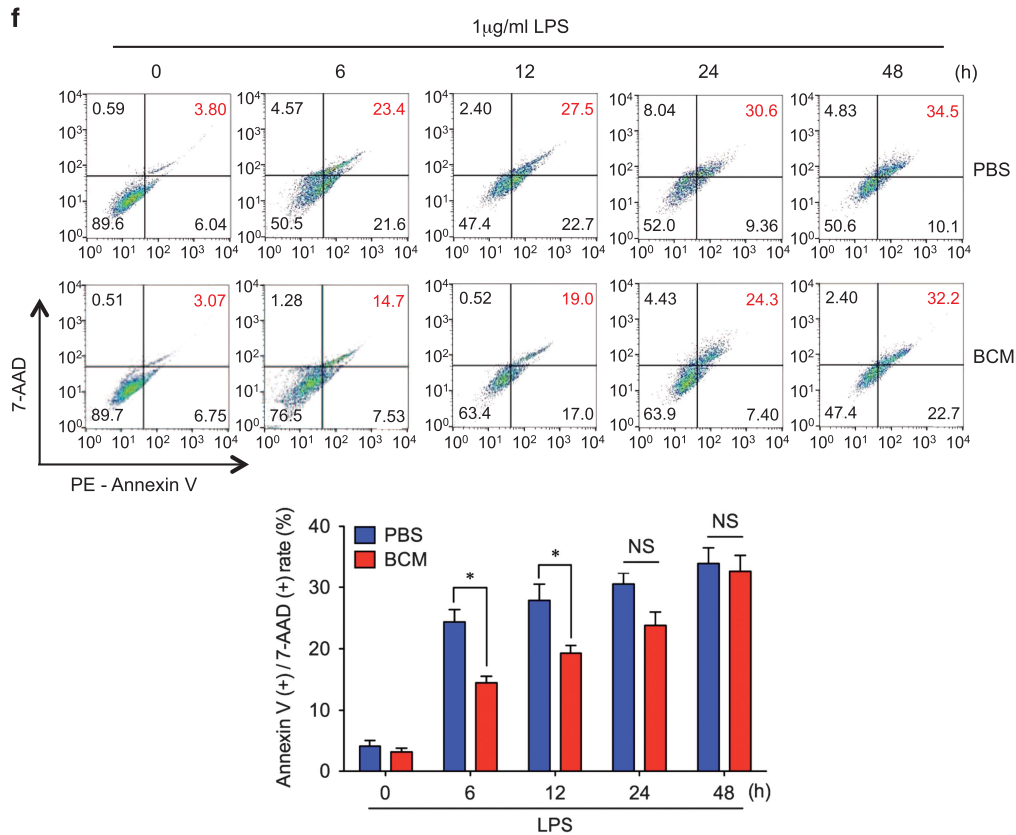 f
1μg/ml LPS
0 6 12 24 48 (h)
10⁴ 0.59 3.80 10⁴ 4.57 23.4 10⁴ 2.40 27.5 10⁴ 8.04 30.6 10⁴ 4.83 34.5
10³ 10³ 10³ 10³ 10³
10² 10² 10² 10² 10² PBS
10¹ 10¹ 10¹ 10¹ 10¹
89.6 6.04 50.5 21.6 47.4 22.7 52.0 9.36 50.6 10.1
10⁰ 10⁰ 10⁰ 10⁰ 10⁰
10⁰ 10¹ 10² 10³ 10⁴ 10⁰ 10¹ 10² 10³ 10⁴ 10⁰ 10¹ 10² 10³ 10⁴ 10⁰ 10¹ 10² 10³ 10⁴ 10⁰ 10¹ 10² 10³ 10⁴
10⁴ 0.51 3.07 10⁴ 1.28 14.7 10⁴ 0.52 19.0 10⁴ 4.43 24.3 10⁴ 2.40 32.2
10³ 10³ 10³ 10³ 10³
10² 10² 10² 10² 10² BCM
10¹ 10¹ 10¹ 10¹ 10¹
89.7 6.75 76.5 7.53 63.4 17.0 63.9 7.40 47.4 22.7
10⁰ 10⁰ 10⁰ 10⁰ 10⁰
10⁰ 10¹ 10² 10³ 10⁴ 10⁰ 10¹ 10² 10³ 10⁴ 10⁰ 10¹ 10² 10³ 10⁴ 10⁰ 10¹ 10² 10³ 10⁴ 10⁰ 10¹ 10² 10³ 10⁴
7-AAD
PE - Annexin V
Annexin V (+) / 7-AAD (+) rate (%)
40
30
20
10
0
PBS
BCM
*
*
NS
NS
0 6 12 24 48 (h)
LPS